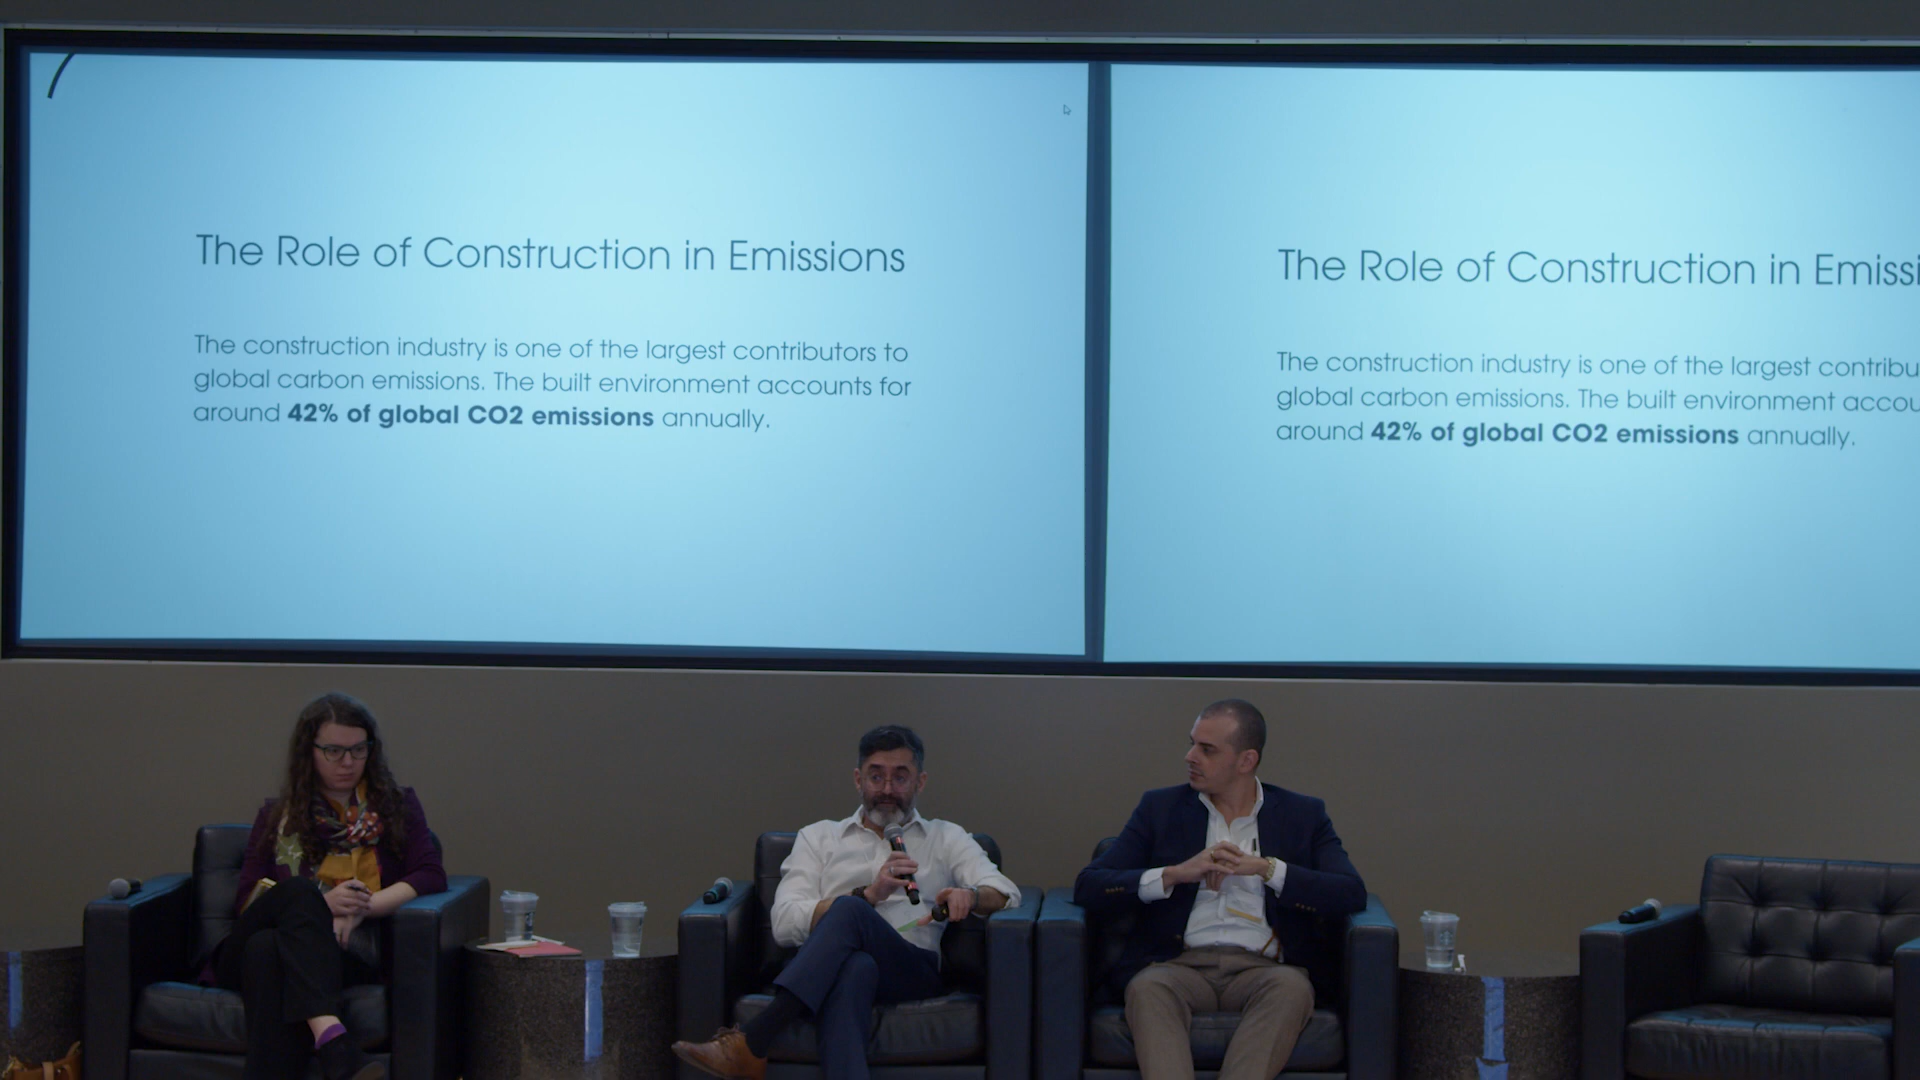 The Role of Construction in Emissions
The construction industry is one of the largest contributors to
global carbon emissions. The built environment accounts for
around 42% of global CO2 emissions annually.
The Role of Construction in Emissi
The construction industry is one of the largest contribu
global carbon emissions. The built environment accou
around 42% of global CO2 emissions annually.